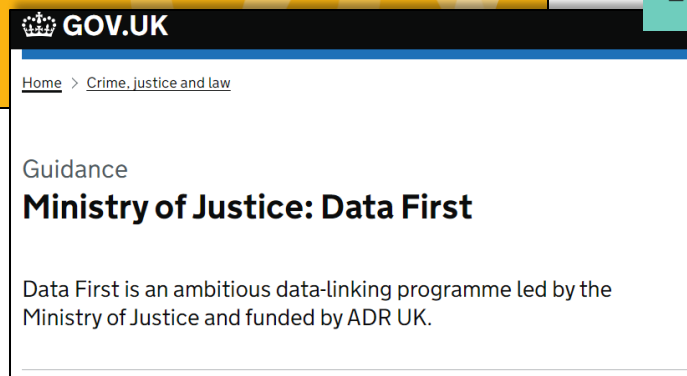 GOV.UK
Home > Crime, justice and law
Guidance
Ministry of Justice: Data First
Data First is an ambitious data-linking programme led by the
Ministry of Justice and funded by ADR UK.